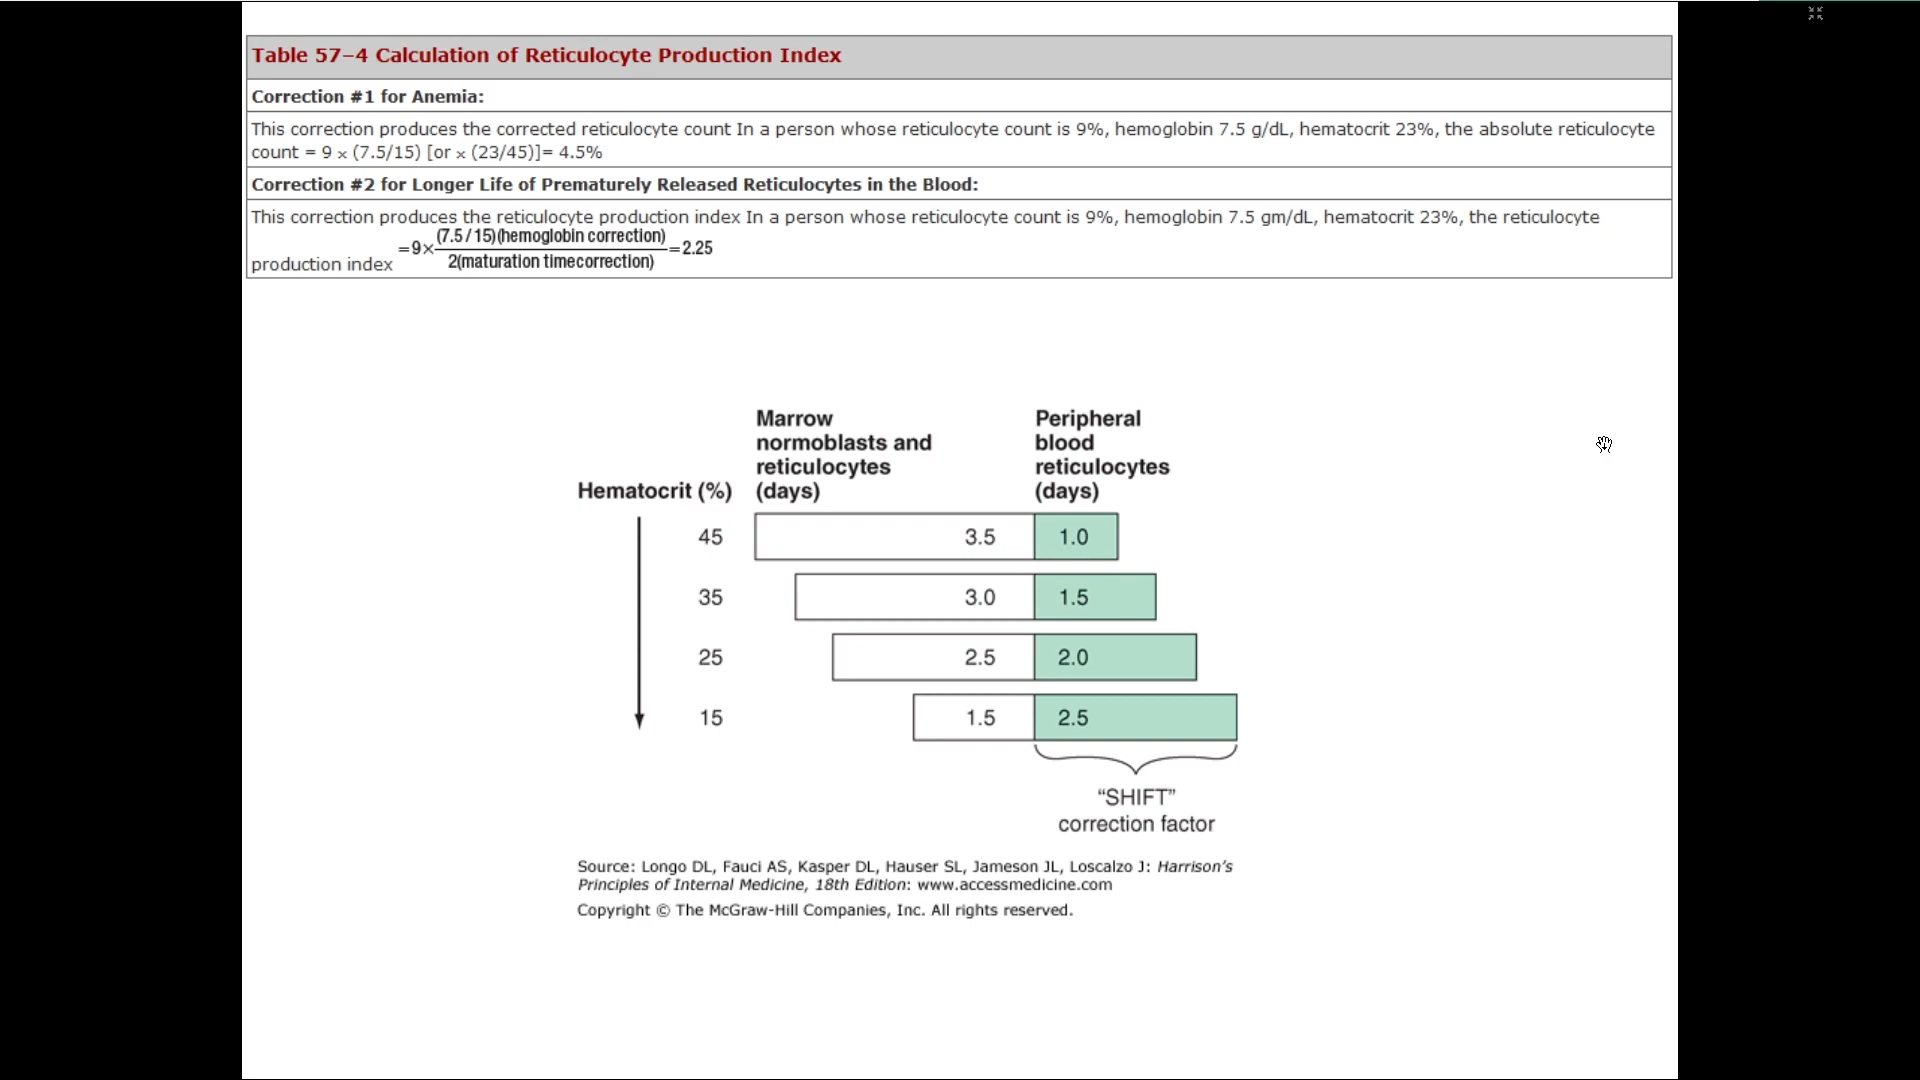 Table 57–4 Calculation of Reticulocyte Production Index
Correction #1 for Anemia:
This correction produces the corrected reticulocyte count In a person whose reticulocyte count is 9%, hemoglobin 7.5 g/dL, hematocrit 23%, the absolute reticulocyte
count = 9 × (7.5/15) [or × (23/45)]= 4.5%
Correction #2 for Longer Life of Prematurely Released Reticulocytes in the Blood:
This correction produces the reticulocyte production index In a person whose reticulocyte count is 9%, hemoglobin 7.5 gm/dL, hematocrit 23%, the reticulocyte
production index =9× (7.5/15)(hemoglobin correction) / 2(maturation timecorrection) =2.25
Hematocrit (%)
Marrow
normoblasts and
reticulocytes
(days)
Peripheral
blood
reticulocytes
(days)
45 3.5 1.0
35 3.0 1.5
25 2.5 2.0
15 1.5 2.5
“SHIFT”
correction factor
Source: Longo DL, Fauci AS, Kasper DL, Hauser SL, Jameson JL, Loscalzo J: Harrison's
Principles of Internal Medicine, 18th Edition: www.accessmedicine.com
Copyright © The McGraw-Hill Companies, Inc. All rights reserved.